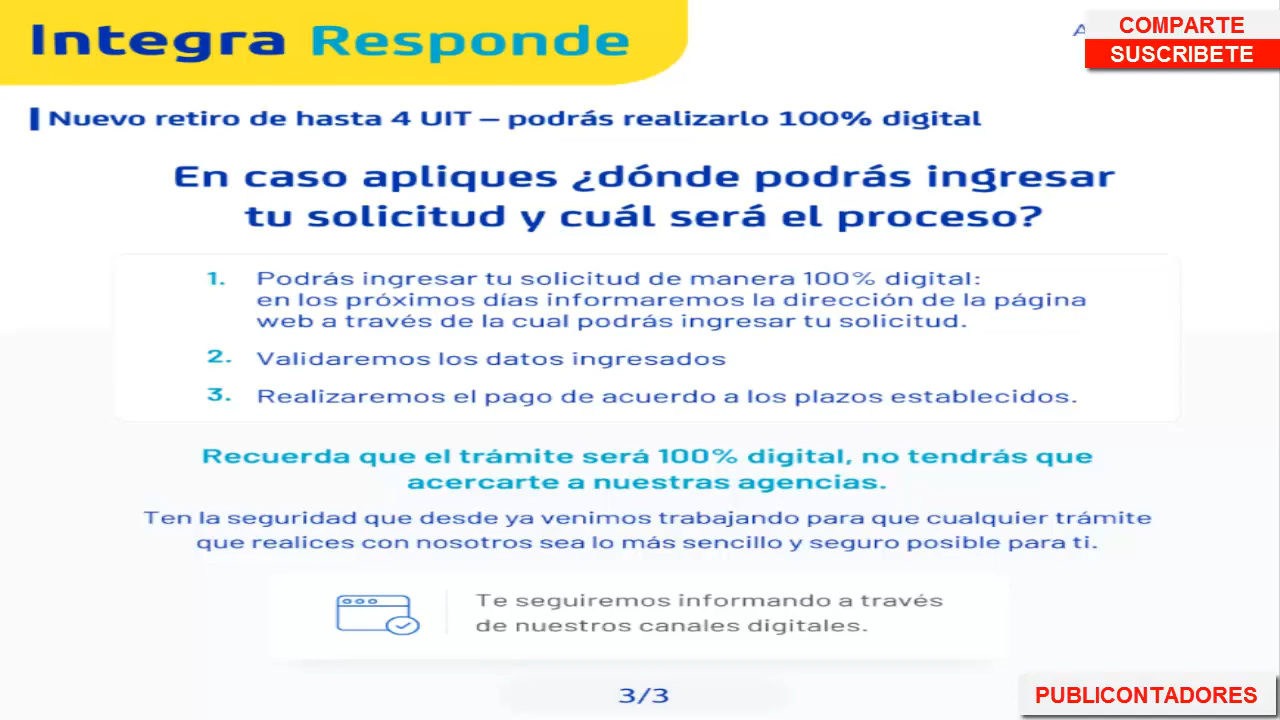 Integra Responde
COMPARTE
SUSCRIBETE
Nuevo retiro de hasta 4 UIT – podrás realizarlo 100% digital
En caso apliques ¿dónde podrás ingresar
tu solicitud y cuál será el proceso?
1. Podrás ingresar tu solicitud de manera 100% digital:
en los próximos días informaremos la dirección de la página
web a través de la cual podrás ingresar tu solicitud.
2. Validaremos los datos ingresados
3. Realizaremos el pago de acuerdo a los plazos establecidos.
Recuerda que el trámite será 100% digital, no tendrás que
acercarte a nuestras agencias.
Ten la seguridad que desde ya venimos trabajando para que cualquier trámite
que realices con nosotros sea lo más sencillo y seguro posible para ti.
Te seguiremos informando a través
de nuestros canales digitales.
3/3
PUBLICONTADORES